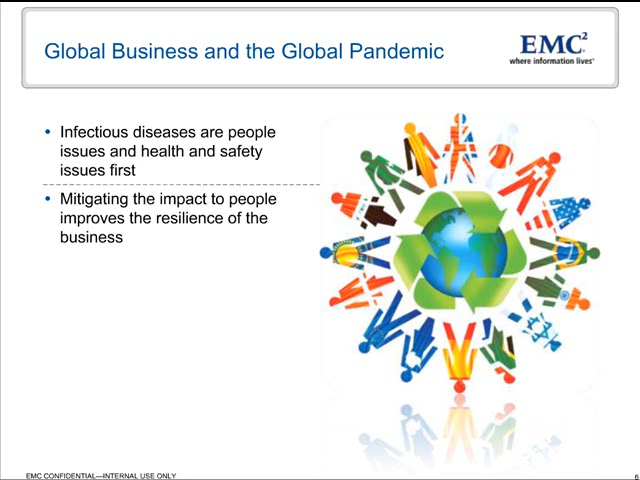 Global Business and the Global Pandemic
EMC²
where information lives®
• Infectious diseases are people
issues and health and safety
issues first
• Mitigating the impact to people
improves the resilience of the
business
EMC CONFIDENTIAL—INTERNAL USE ONLY
6